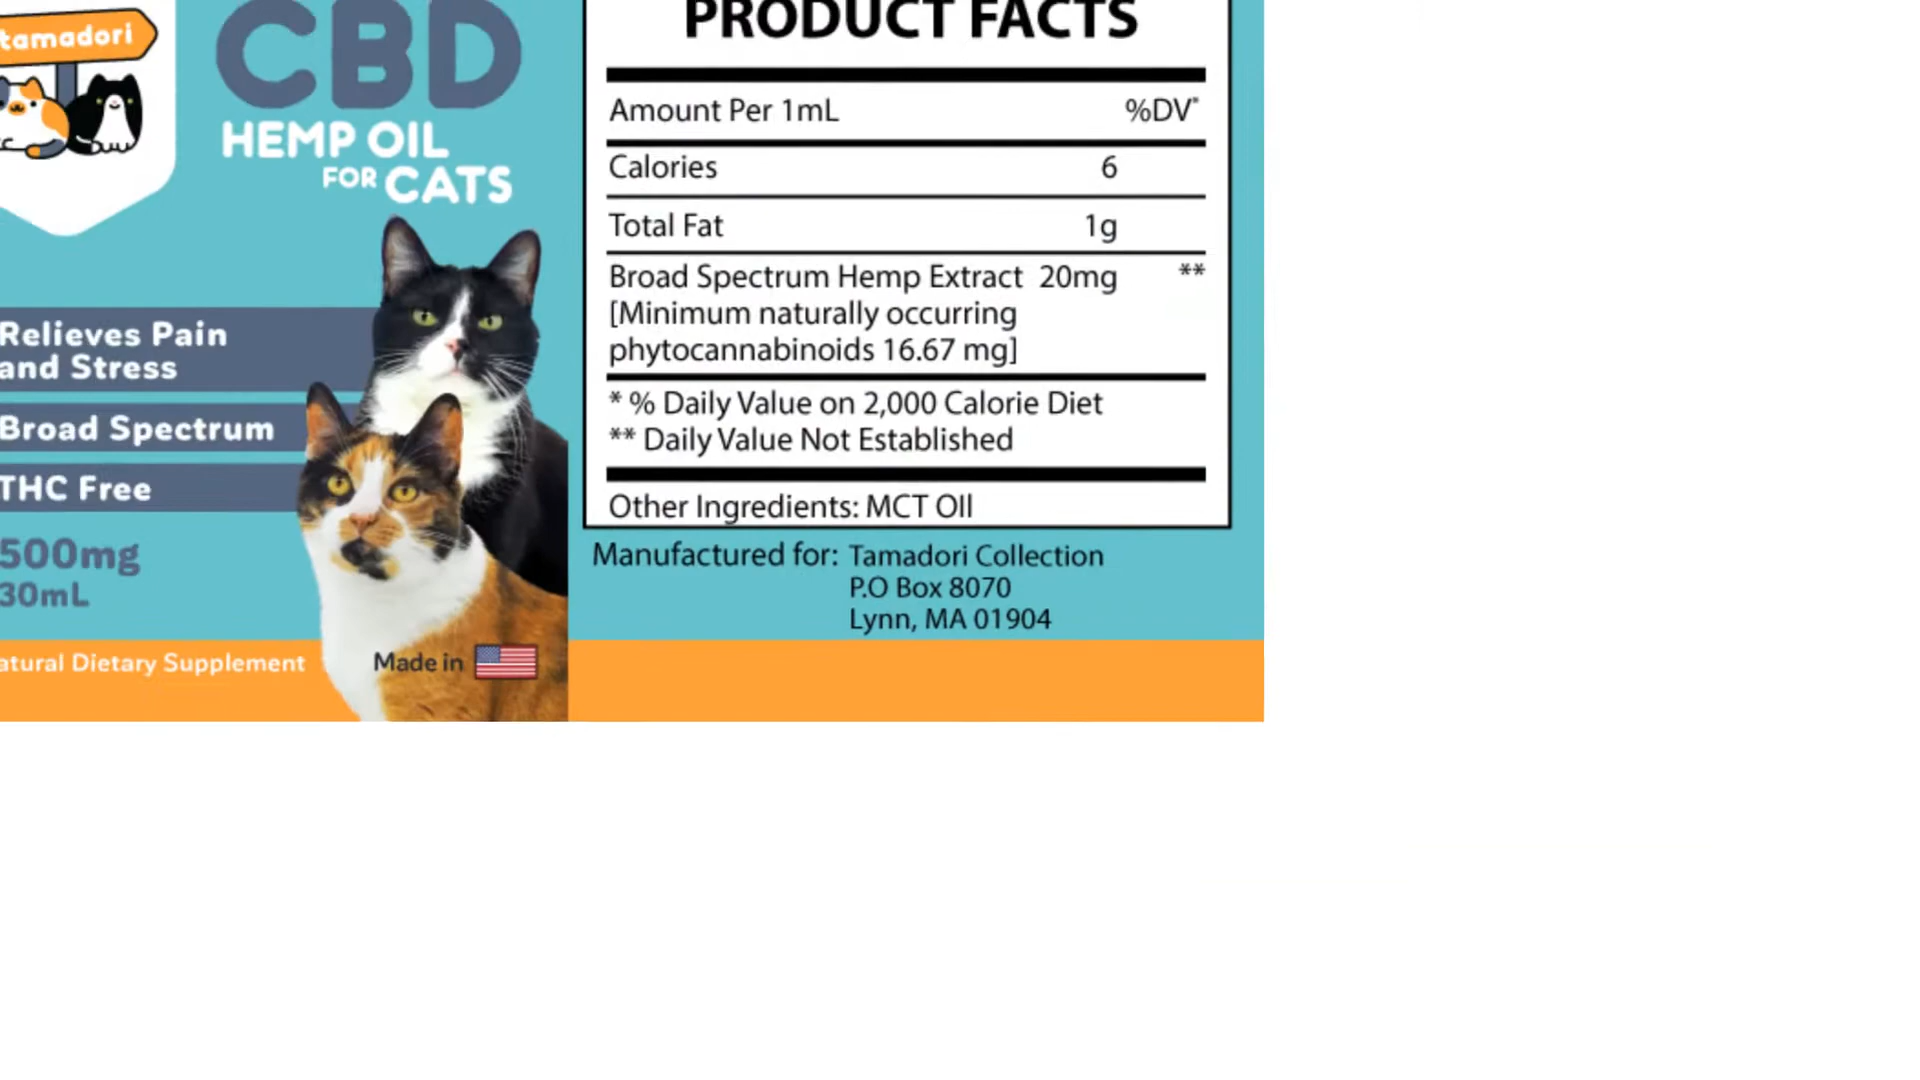 tamadori
CBD
HEMP OIL
FOR CATS
Relieves Pain
and Stress
Broad Spectrum
THC Free
500mg
30mL
atural Dietary Supplement
Made in
PRODUCT FACTS
Amount Per 1mL %DV*
Calories 6
Total Fat 1g
Broad Spectrum Hemp Extract 20mg **
[Minimum naturally occurring
phytocannabinoids 16.67 mg]
* % Daily Value on 2,000 Calorie Diet
** Daily Value Not Established
Other Ingredients: MCT OIl
Manufactured for: Tamadori Collection
P.O Box 8070
Lynn, MA 01904